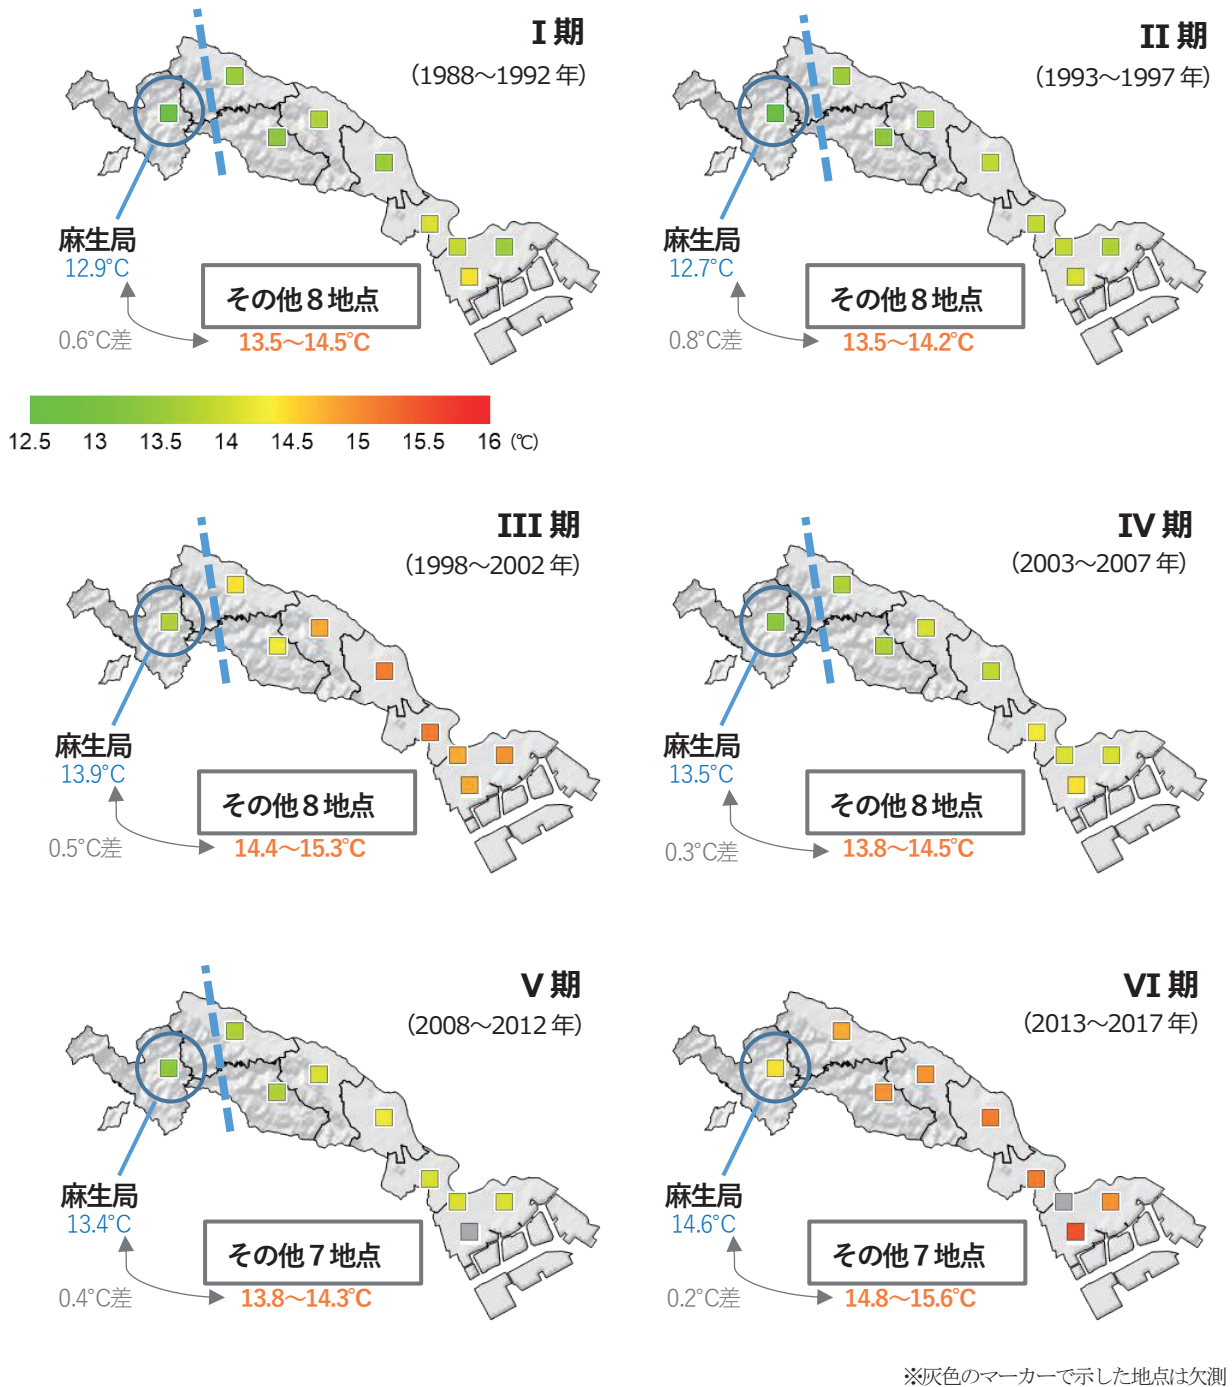 I 期
（1988～1992 年）
麻生局
12.9℃
0.6℃差
その他８地点
13.5～14.5℃
II 期
（1993～1997 年）
麻生局
12.7℃
0.8℃差
その他８地点
13.5～14.2℃
12.5 13 13.5 14 14.5 15 15.5 16 (℃)
III 期
（1998～2002 年）
麻生局
13.9℃
0.5℃差
その他８地点
14.4～15.3℃
IV 期
（2003～2007 年）
麻生局
13.5℃
0.3℃差
その他８地点
13.8～14.5℃
V 期
（2008～2012 年）
麻生局
13.4℃
0.4℃差
その他７地点
13.8～14.3℃
VI 期
（2013～2017 年）
麻生局
14.6℃
0.2℃差
その他７地点
14.8～15.6℃
※灰色のマーカーで示した地点は欠測